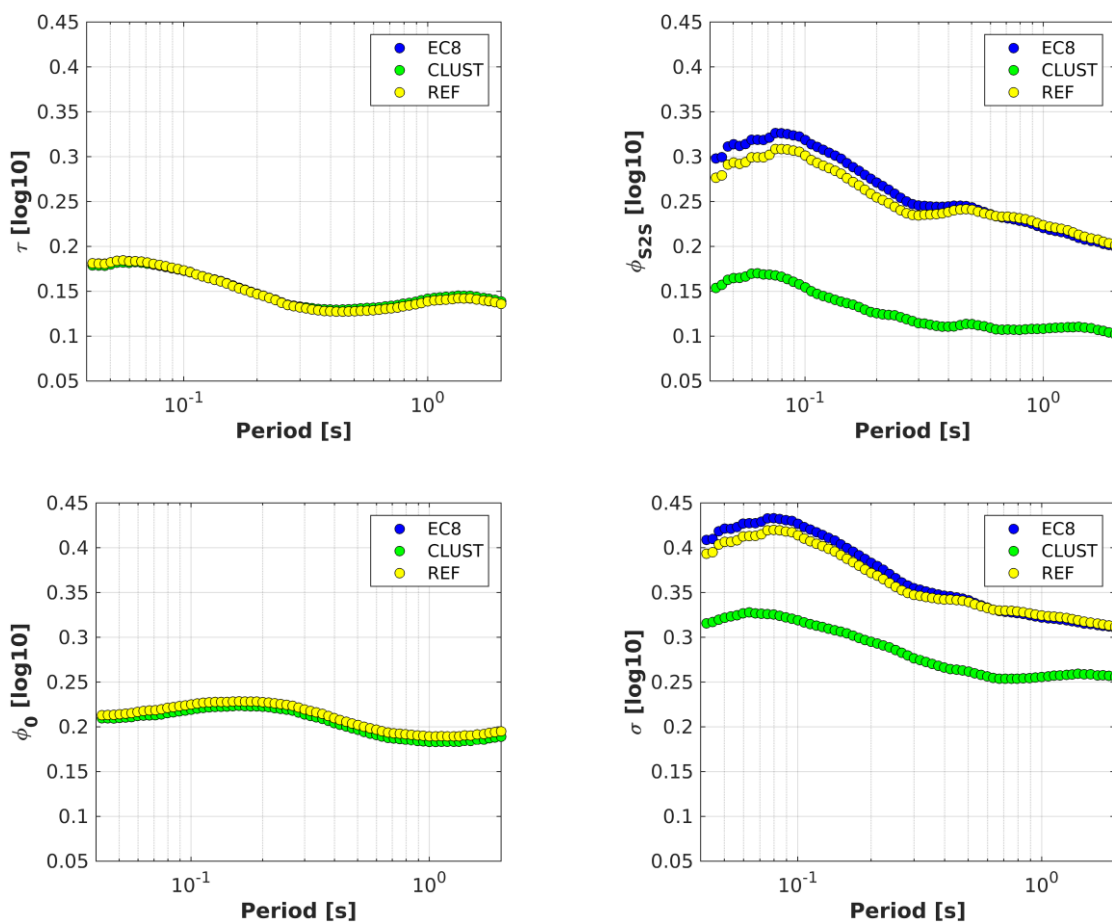 0.45
0.4
0.35
0.3
0.25
0.2
0.15
0.1
0.05
τ [log10]
EC8
CLUST
REF
10⁻¹
10⁰
Period [s]
0.45
0.4
0.35
0.3
0.25
0.2
0.15
0.1
0.05
ϕS2S [log10]
EC8
CLUST
REF
10⁻¹
10⁰
Period [s]
0.45
0.4
0.35
0.3
0.25
0.2
0.15
0.1
0.05
ϕ0 [log10]
EC8
CLUST
REF
10⁻¹
10⁰
Period [s]
0.45
0.4
0.35
0.3
0.25
0.2
0.15
0.1
0.05
σ [log10]
EC8
CLUST
REF
10⁻¹
10⁰
Period [s]